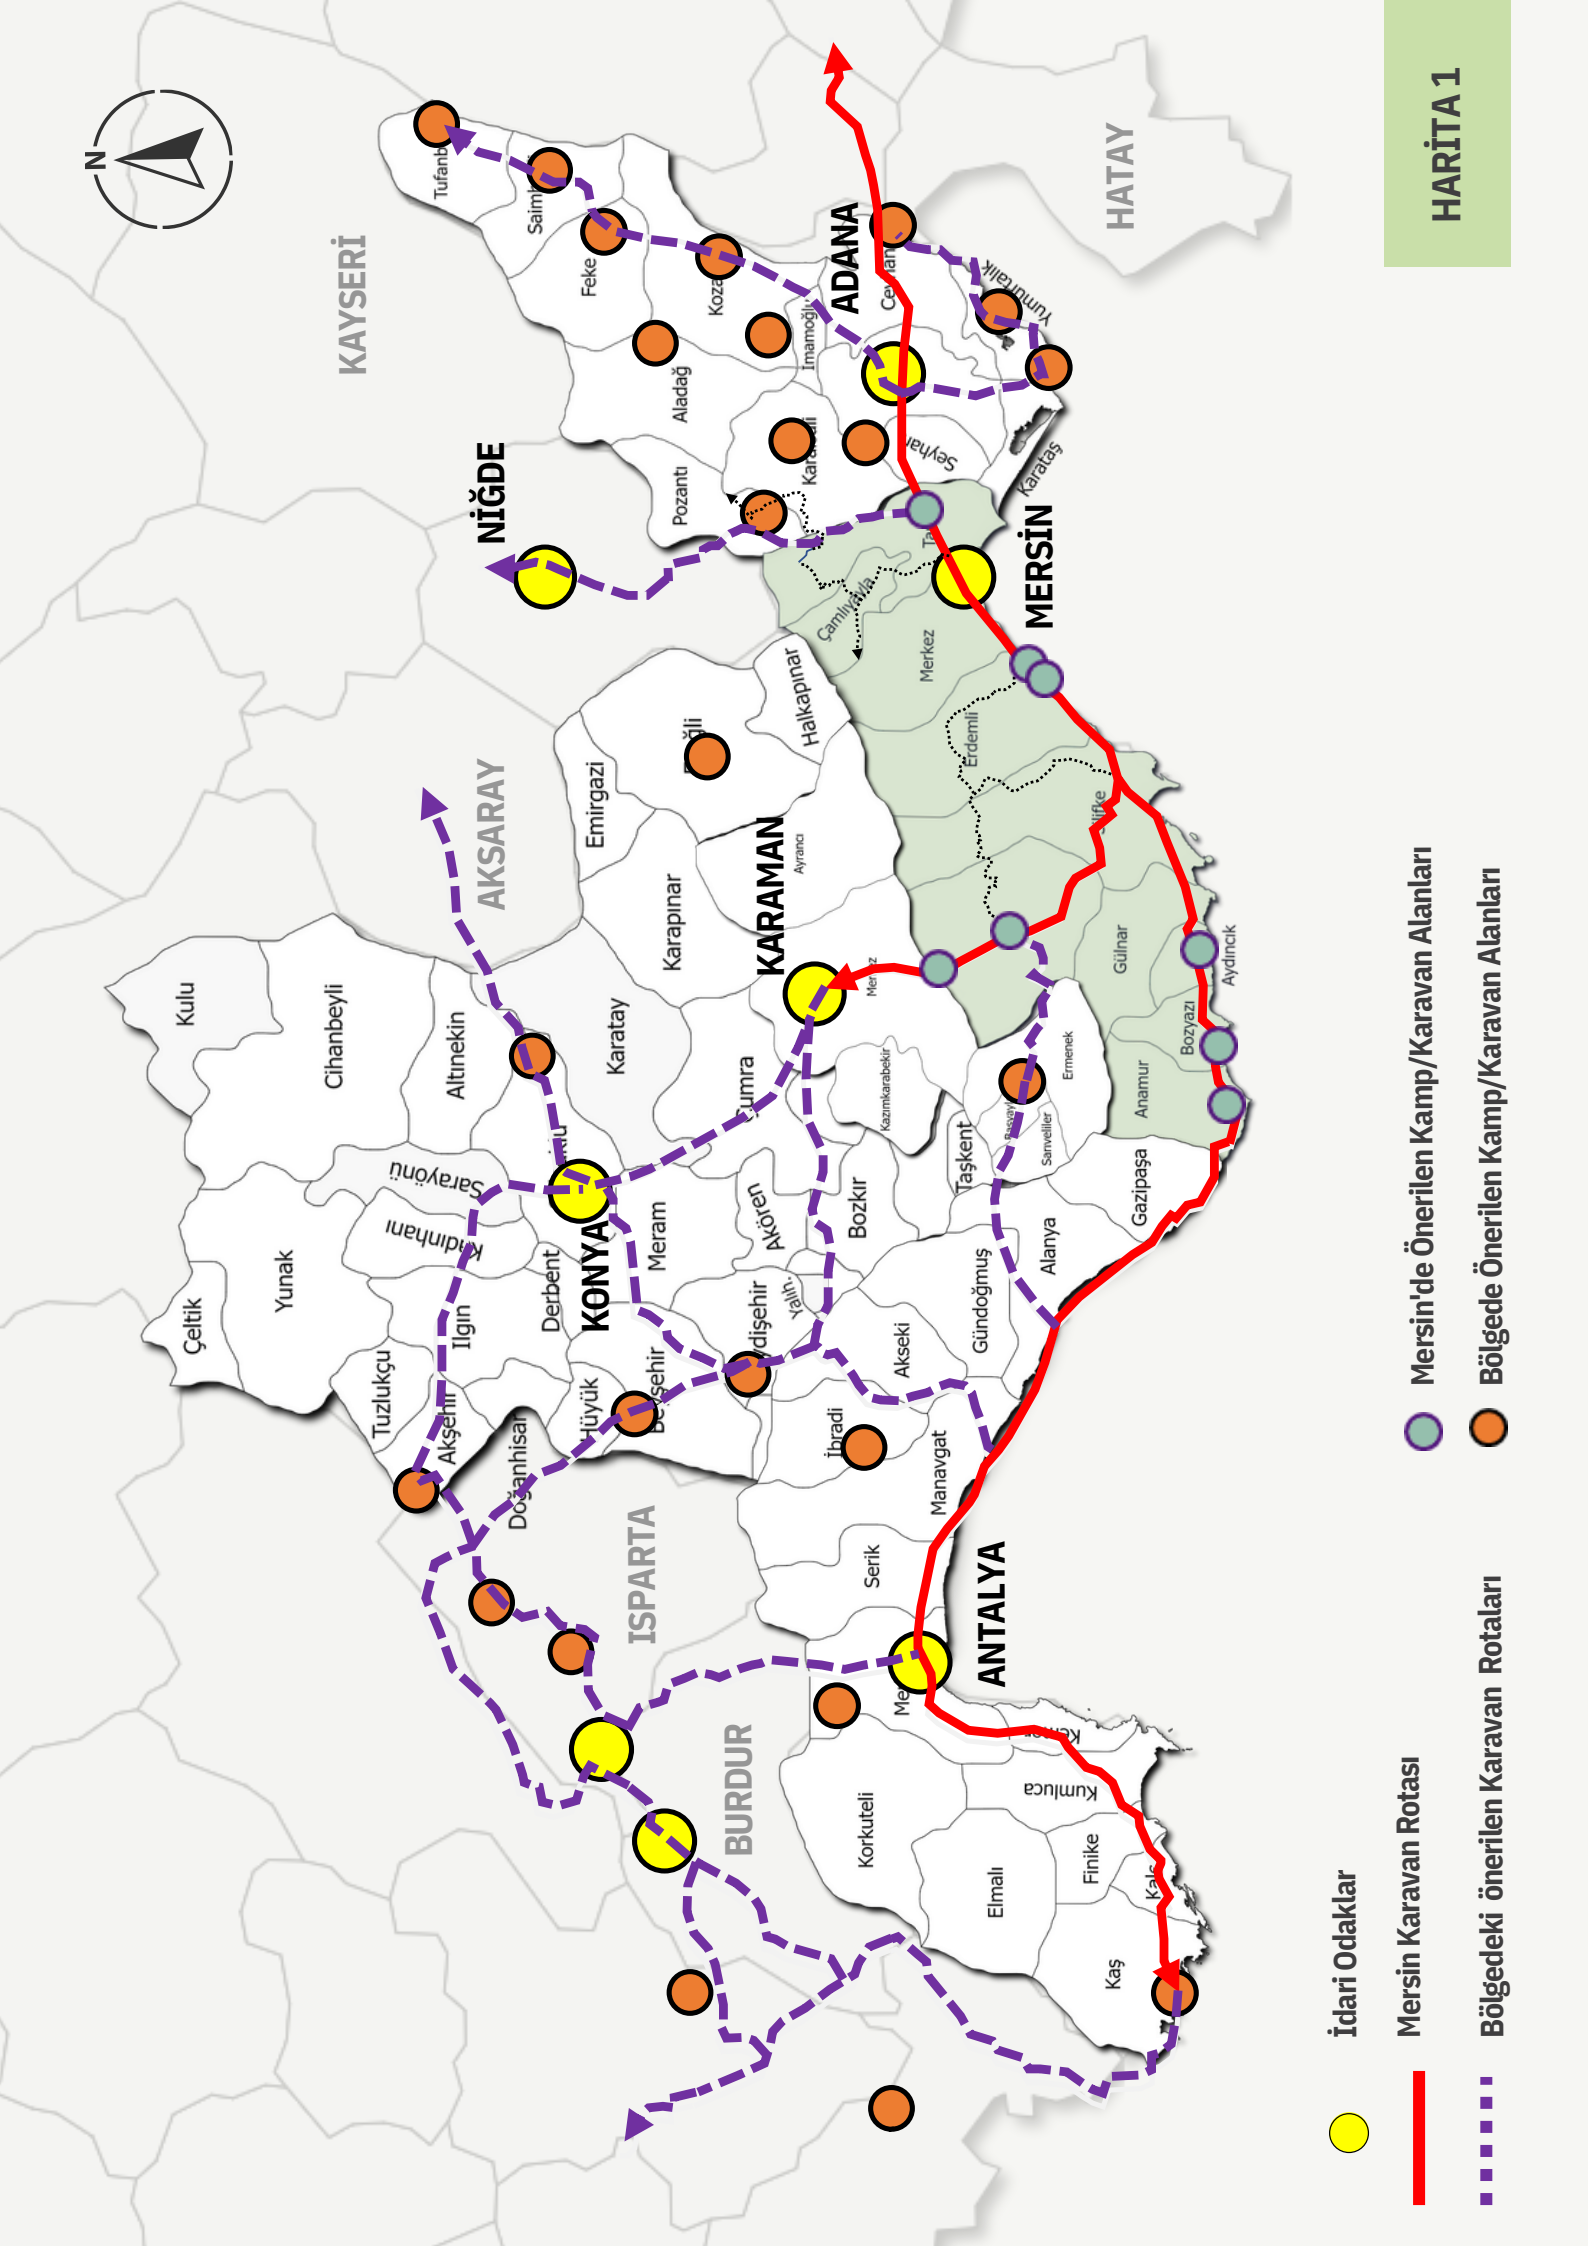 N
HARİTA 1
KAYSERİ
HATAY
ADANA
NİĞDE
MERSİN
AKSARAY
KARAMAN
KONYA
ISPARTA
ANTALYA
BURDUR
Feke
Aladağ
İmamoğlu
Pozantı
Seyhan
Yumurtalık
Karataş
Çamlıyayla
Merkez
Erdemli
Gülnar
Aydıncık
Bozyazı
Anamur
Halkapınar
Emirgazi
Ayrancı
Karapınar
Merkez
Kazımkarabekir
Ermenek
Sarıveliler
Kulu
Cihanbeyli
Altınekin
Karatay
Çumra
Sarayönü
Kadınhanı
Yunak
Çeltik
Tuzlukçu
Akşehir
Ilgın
Derbent
Meram
Akören
Bozkır
Taşkent
Yalıh.
Hüyük
Doğanhisar
Gazipaşa
Alanya
Gündoğmuş
Akseki
İbradi
Manavgat
Serik
Korkuteli
Kumluca
Elmalı
Finike
Kaş
İdari Odaklar
Mersin Karavan Rotası
Bölgedeki önerilen Karavan Rotaları
Mersin'de Önerilen Kamp/Karavan Alanları
Bölgede Önerilen Kamp/Karavan Alanları